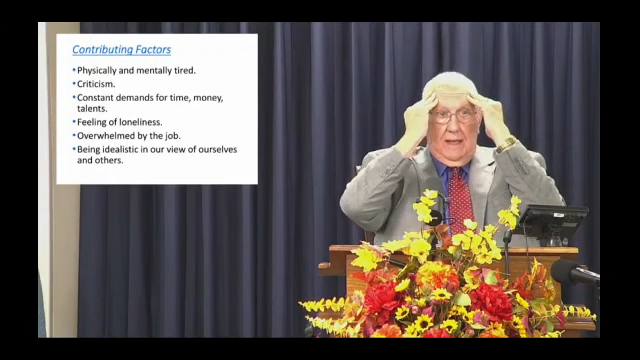 Contributing Factors
•Physically and mentally tired.
•Criticism.
•Constant demands for time, money,
talents.
•Feeling of loneliness.
•Overwhelmed by the job.
•Being idealistic in our view of ourselves
and others.